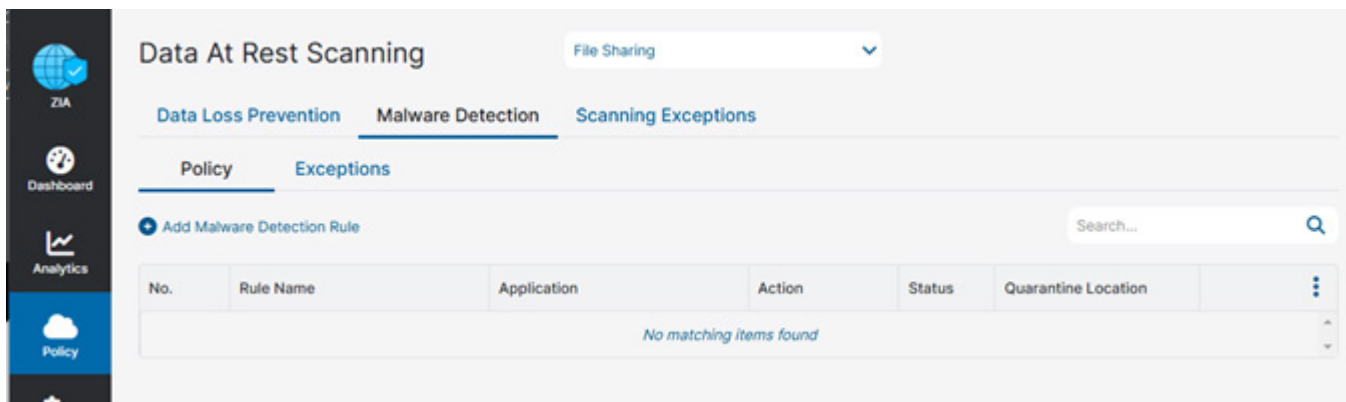 Data At Rest Scanning
File Sharing
ZIA
Data Loss Prevention Malware Detection Scanning Exceptions
Dashboard
Policy Exceptions
Add Malware Detection Rule
Search...
Analytics
No. Rule Name Application Action Status Quarantine Location
No matching items found
Policy